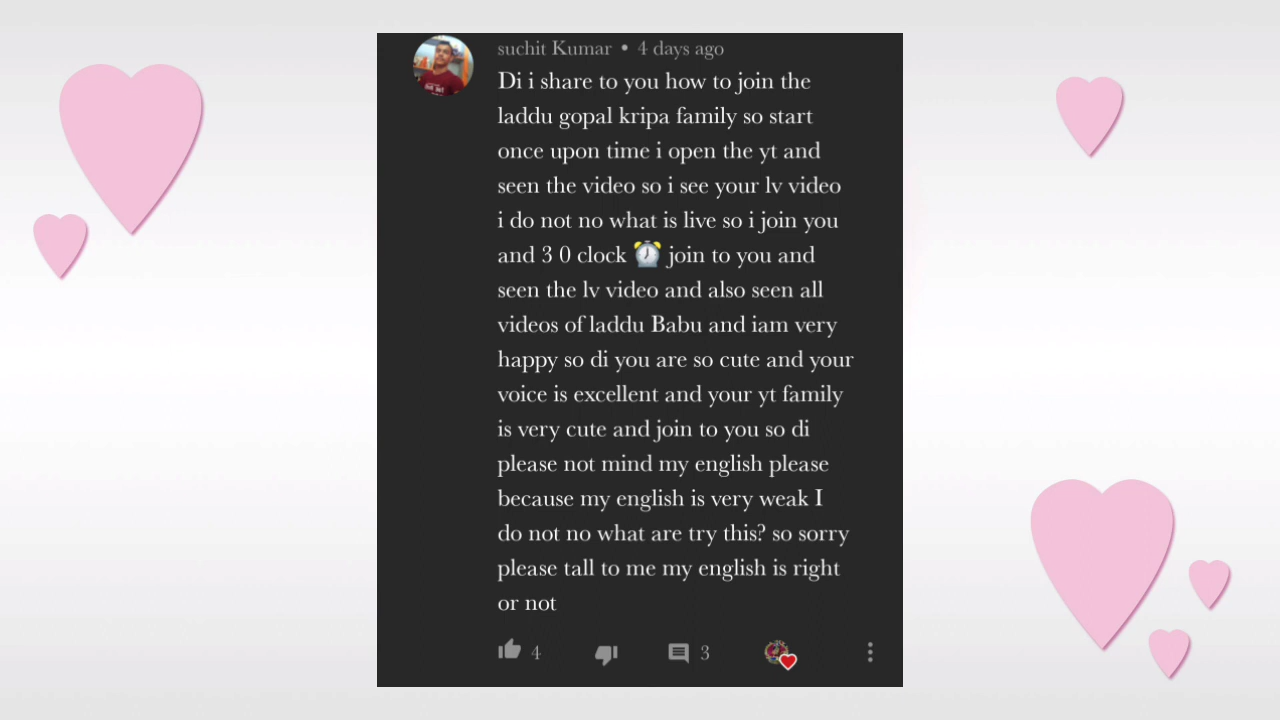 suchit Kumar • 4 days ago
Di i share to you how to join the
laddu gopal kripa family so start
once upon time i open the yt and
seen the video so i see your lv video
i do not no what is live so i join you
and 3 0 clock ⏰ join to you and
seen the lv video and also seen all
videos of laddu Babu and iam very
happy so di you are so cute and your
voice is excellent and your yt family
is very cute and join to you so di
please not mind my english please
because my english is very weak I
do not no what are try this? so sorry
please tall to me my english is right
or not
4
3